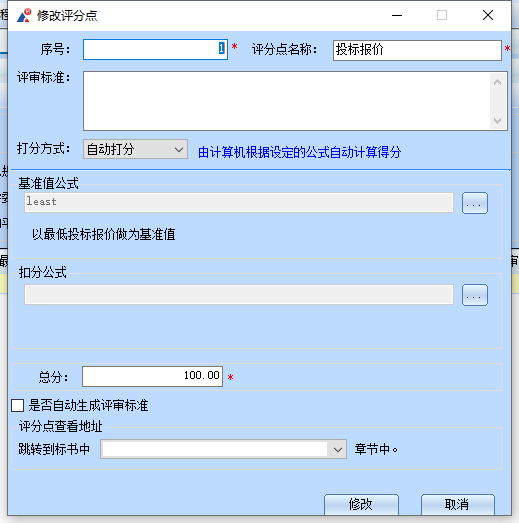 修改评分点
序号： 1 * 评分点名称： 投标报价 *
评审标准：
打分方式： 自动打分 由计算机根据设定的公式自动计算得分
基准值公式
least ...
以最低投标报价做为基准值
扣分公式
...
总分： 100.00 *
是否自动生成评审标准
评分点查看地址
跳转到标书中 章节中。
修改 取消